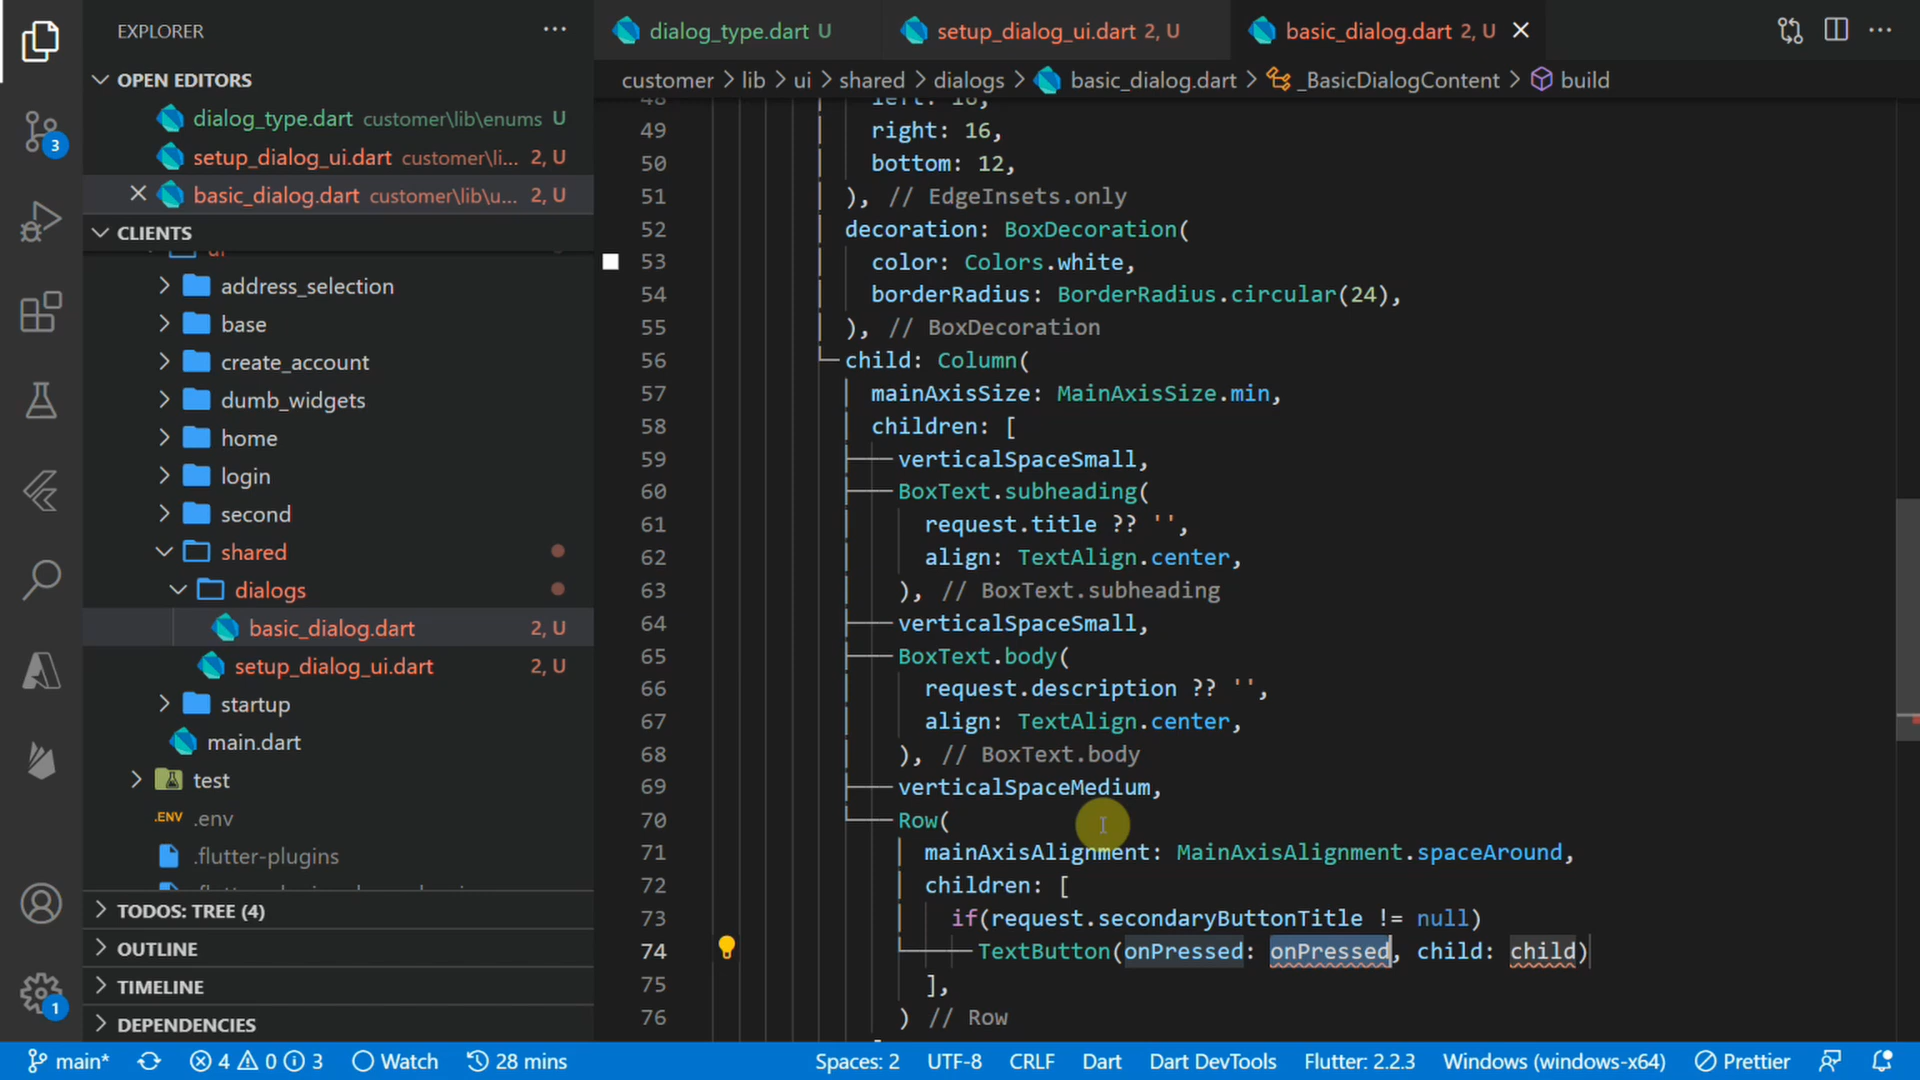 EXPLORER
OPEN EDITORS
dialog_type.dart customer\lib\enums U
setup_dialog_ui.dart customer\li... 2, U
basic_dialog.dart customer\lib\u... 2, U
CLIENTS
ui
address_selection
base
create_account
dumb_widgets
home
login
second
shared
dialogs
basic_dialog.dart 2, U
setup_dialog_ui.dart 2, U
startup
main.dart
test
.ENV .env
.flutter-plugins
TODOS: TREE (4)
OUTLINE
TIMELINE
DEPENDENCIES
3
1
dialog_type.dart U
setup_dialog_ui.dart 2, U
basic_dialog.dart 2, U
customer > lib > ui > shared > dialogs > basic_dialog.dart > _BasicDialogContent > build
48 left: 16,
49 right: 16,
50 bottom: 12,
51 ), // EdgeInsets.only
52 decoration: BoxDecoration(
53 color: Colors.white,
54 borderRadius: BorderRadius.circular(24),
55 ), // BoxDecoration
56 child: Column(
57 mainAxisSize: MainAxisSize.min,
58 children: [
59 verticalSpaceSmall,
60 BoxText.subheading(
61 request.title ?? '',
62 align: TextAlign.center,
63 ), // BoxText.subheading
64 verticalSpaceSmall,
65 BoxText.body(
66 request.description ?? '',
67 align: TextAlign.center,
68 ), // BoxText.body
69 verticalSpaceMedium,
70 Row(
71 mainAxisAlignment: MainAxisAlignment.spaceAround,
72 children: [
73 if(request.secondaryButtonTitle != null)
74 TextButton(onPressed: onPressed, child: child)
75 ],
76 ) // Row
main* 4 0 3 Watch 28 mins Spaces: 2 UTF-8 CRLF Dart Dart DevTools Flutter: 2.2.3 Windows (windows-x64) Prettier